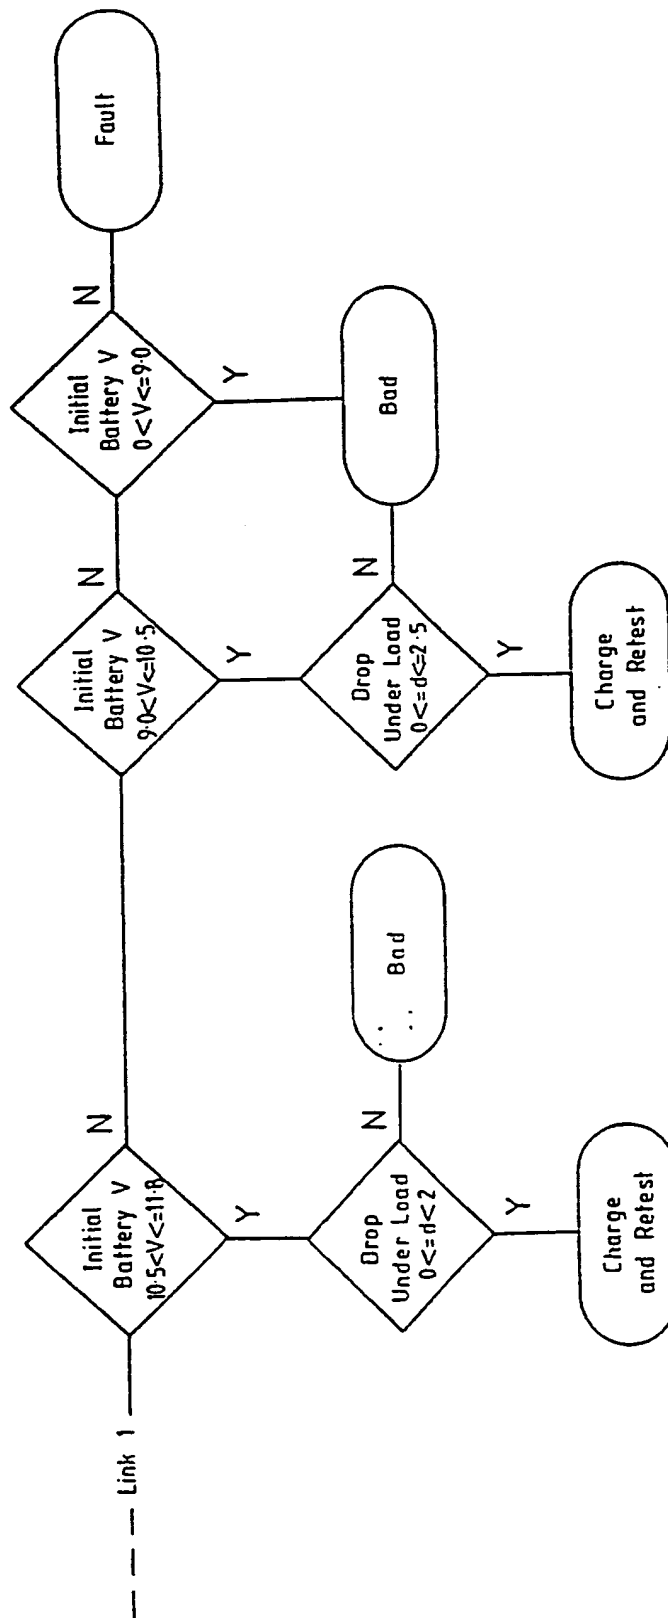 Link 1
Initial
Battery V
10·5<V<=11·8
N
Y
Drop
Under Load
0<=d<2
N
Bad
Y
Charge
and Retest
Initial
Battery V
9·0<V<=10·5
N
Y
Drop
Under Load
0<=d<=2·5
N
Bad
Y
Charge
and Retest
Initial
Battery V
0<V<=9·0
N
Fault
Y